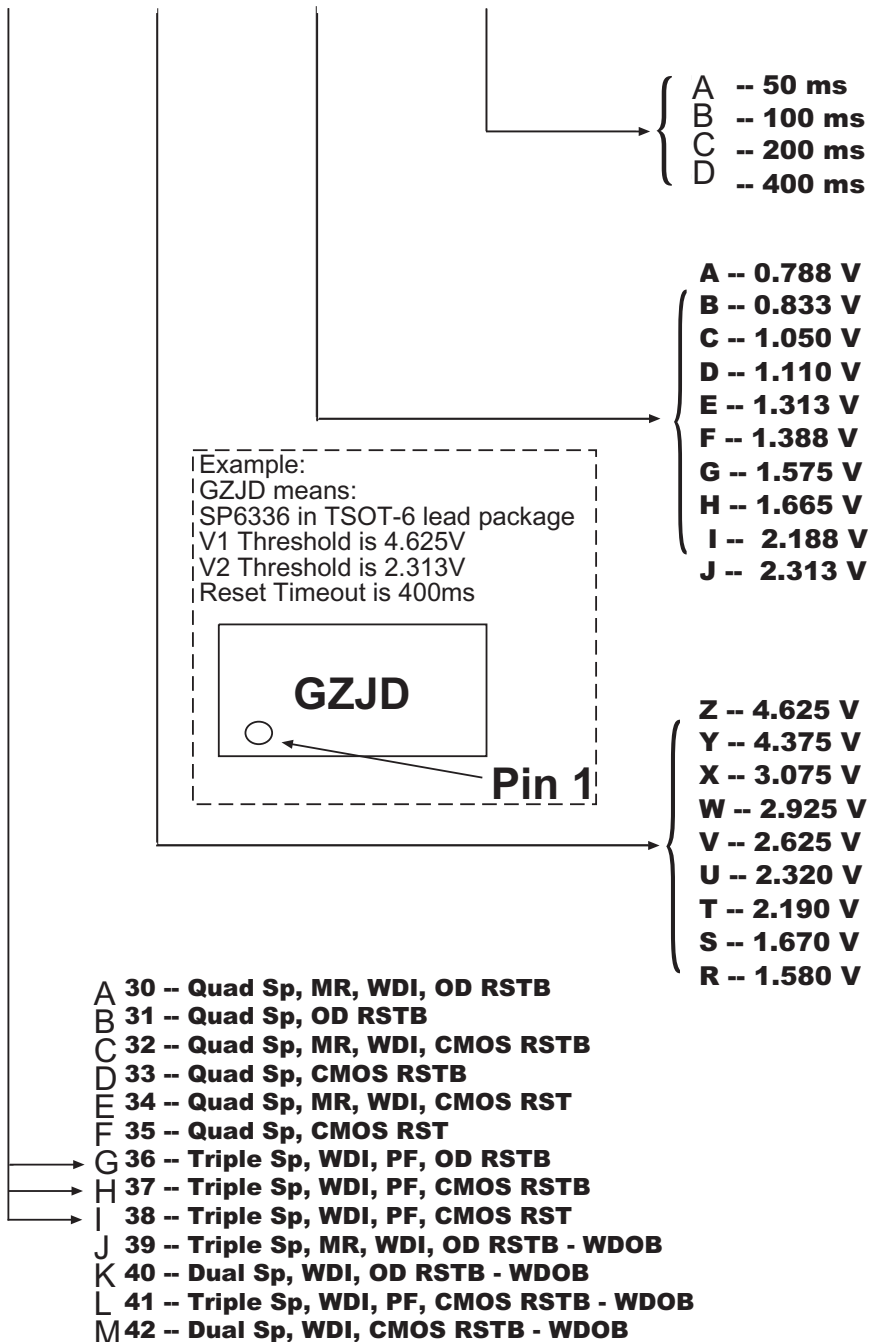 A -- 50 ms
B -- 100 ms
C -- 200 ms
D -- 400 ms
A -- 0.788 V
B -- 0.833 V
C -- 1.050 V
D -- 1.110 V
E -- 1.313 V
F -- 1.388 V
G -- 1.575 V
H -- 1.665 V
I -- 2.188 V
J -- 2.313 V
Example:
GZJD means:
SP6336 in TSOT-6 lead package
V1 Threshold is 4.625V
V2 Threshold is 2.313V
Reset Timeout is 400ms
GZJD
Pin 1
Z -- 4.625 V
Y -- 4.375 V
X -- 3.075 V
W -- 2.925 V
V -- 2.625 V
U -- 2.320 V
T -- 2.190 V
S -- 1.670 V
R -- 1.580 V
A 30 -- Quad Sp, MR, WDI, OD RSTB
B 31 -- Quad Sp, OD RSTB
C 32 -- Quad Sp, MR, WDI, CMOS RSTB
D 33 -- Quad Sp, CMOS RSTB
E 34 -- Quad Sp, MR, WDI, CMOS RST
F 35 -- Quad Sp, CMOS RST
G 36 -- Triple Sp, WDI, PF, OD RSTB
H 37 -- Triple Sp, WDI, PF, CMOS RSTB
I 38 -- Triple Sp, WDI, PF, CMOS RST
J 39 -- Triple Sp, MR, WDI, OD RSTB - WDOB
K 40 -- Dual Sp, WDI, OD RSTB - WDOB
L 41 -- Triple Sp, WDI, PF, CMOS RSTB - WDOB
M 42 -- Dual Sp, WDI, CMOS RSTB - WDOB